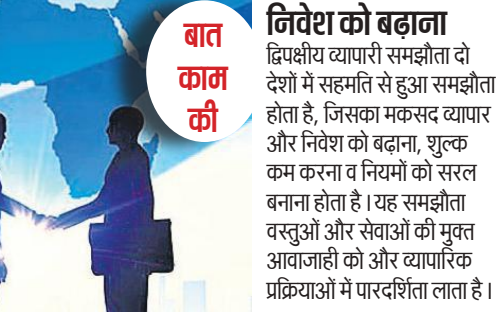 बात
काम
की
निवेश को बढ़ाना
द्विपक्षीय व्यापारी समझौता दो
देशों में सहमति से हुआ समझौता
होता है, जिसका मकसद व्यापार
और निवेश को बढ़ाना, शुल्क
कम करना व नियमों को सरल
बनाना होता है। यह समझौता
वस्तुओं और सेवाओं की मुक्त
आवाजाही को और व्यापारिक
प्रक्रियाओं में पारदर्शिता लाता है।